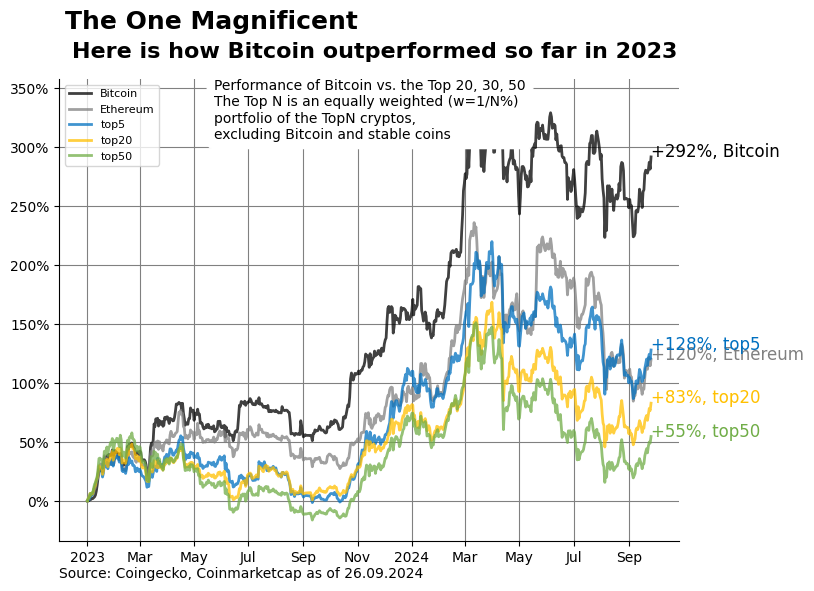 The One Magnificent
Here is how Bitcoin outperformed so far in 2023
350%
300%
250%
200%
150%
100%
50%
0%
Bitcoin
Ethereum
top5
top20
top50
Performance of Bitcoin vs. the Top 20, 30, 50
The Top N is an equally weighted (w=1/N%)
portfolio of the TopN cryptos,
excluding Bitcoin and stable coins
+292%, Bitcoin
+128%, top5
+120%, Ethereum
+83%, top20
+55%, top50
2023 Mar May Jul Sep Nov 2024 Mar May Jul Sep
Source: Coingecko, Coinmarketcap as of 26.09.2024